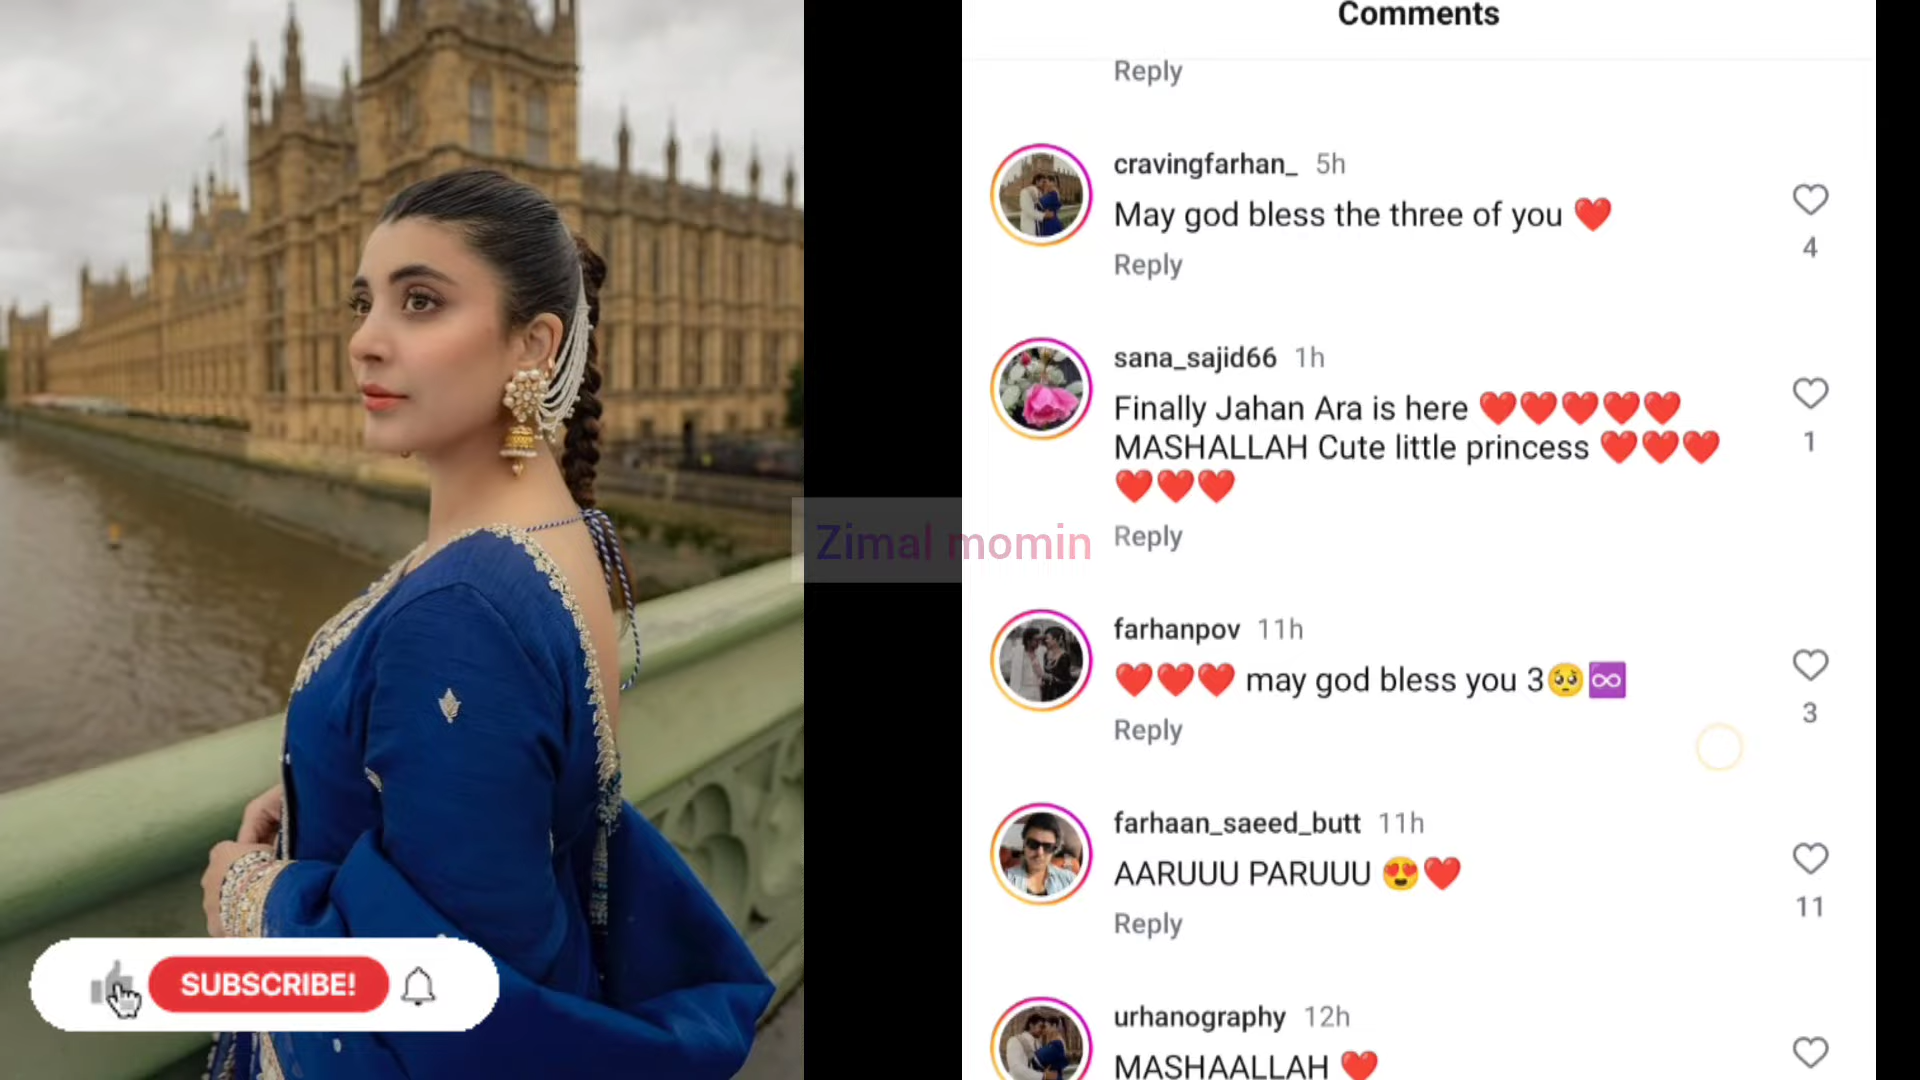 Comments
Reply
cravingfarhan_ 5h
May god bless the three of you ❤️
4
Reply
sana_sajid66 1h
Finally Jahan Ara is here ❤️❤️❤️❤️❤️
MASHALLAH Cute little princess ❤️❤️❤️
❤️❤️❤️
1
Reply
Zimal momin
farhanpov 11h
❤️❤️❤️ may god bless you 3🥺♾️
3
Reply
farhaan_saeed_butt 11h
AARUUU PARUUU 😍❤️
11
Reply
SUBSCRIBE!
urhanography 12h
MASHAALLAH ❤️